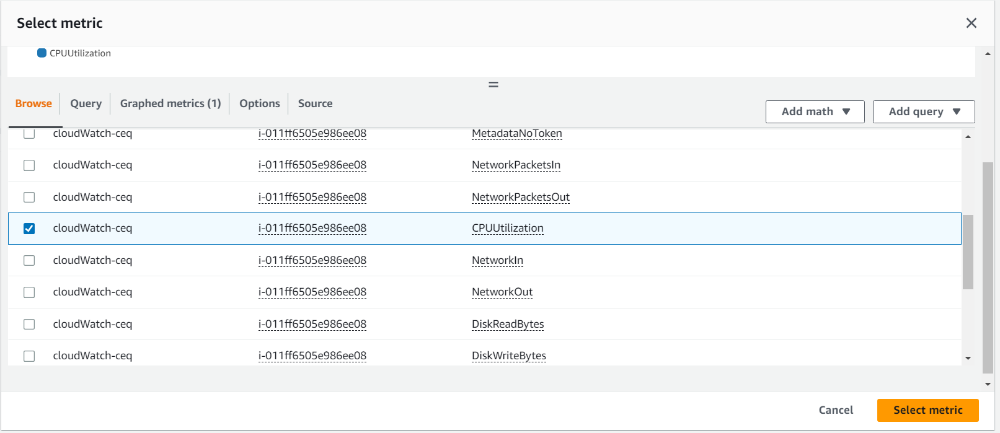 Select metric
CPUUtilization
Browse Query Graphed metrics (1) Options Source Add math Add query
cloudWatch-ceq i-011ff6505e986ee08 MetadataNoToken
cloudWatch-ceq i-011ff6505e986ee08 NetworkPacketsIn
cloudWatch-ceq i-011ff6505e986ee08 NetworkPacketsOut
cloudWatch-ceq i-011ff6505e986ee08 CPUUtilization
cloudWatch-ceq i-011ff6505e986ee08 NetworkIn
cloudWatch-ceq i-011ff6505e986ee08 NetworkOut
cloudWatch-ceq i-011ff6505e986ee08 DiskReadBytes
cloudWatch-ceq i-011ff6505e986ee08 DiskWriteBytes
Cancel Select metric